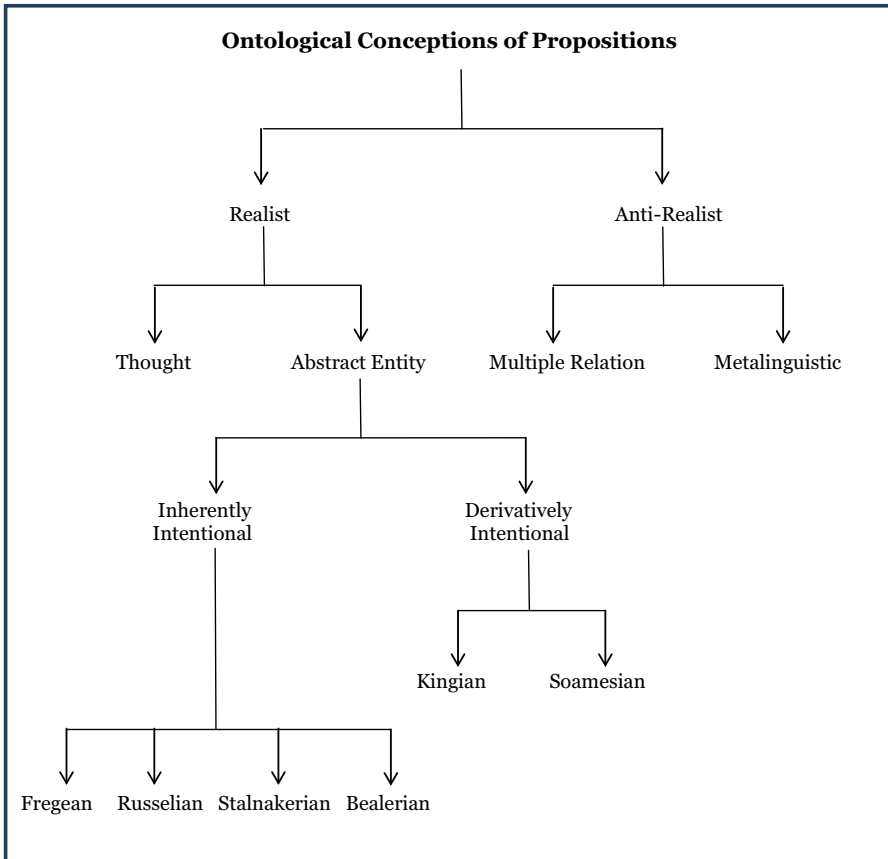 Ontological Conceptions of Propositions
Realist
Anti-Realist
Thought
Abstract Entity
Multiple Relation
Metalinguistic
Inherently
Intentional
Derivatively
Intentional
Kingian
Soamesian
Fregean
Russelian
Stalnakerian
Bealerian